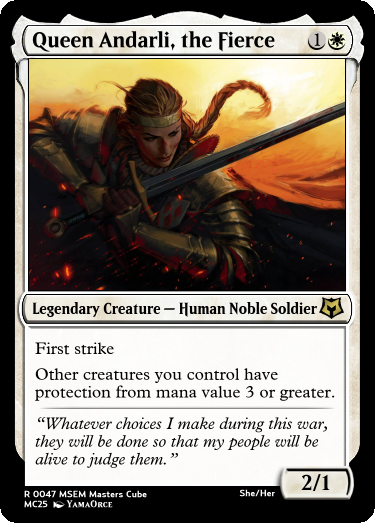 Queen Andarli, the Fierce 1
Legendary Creature — Human Noble Soldier
First strike
Other creatures you control have
protection from mana value 3 or greater.
“Whatever choices I make during this war,
they will be done so that my people will be
alive to judge them.”
2/1
R 0047 MSEM Masters Cube She/Her
MC25 YamaOrce